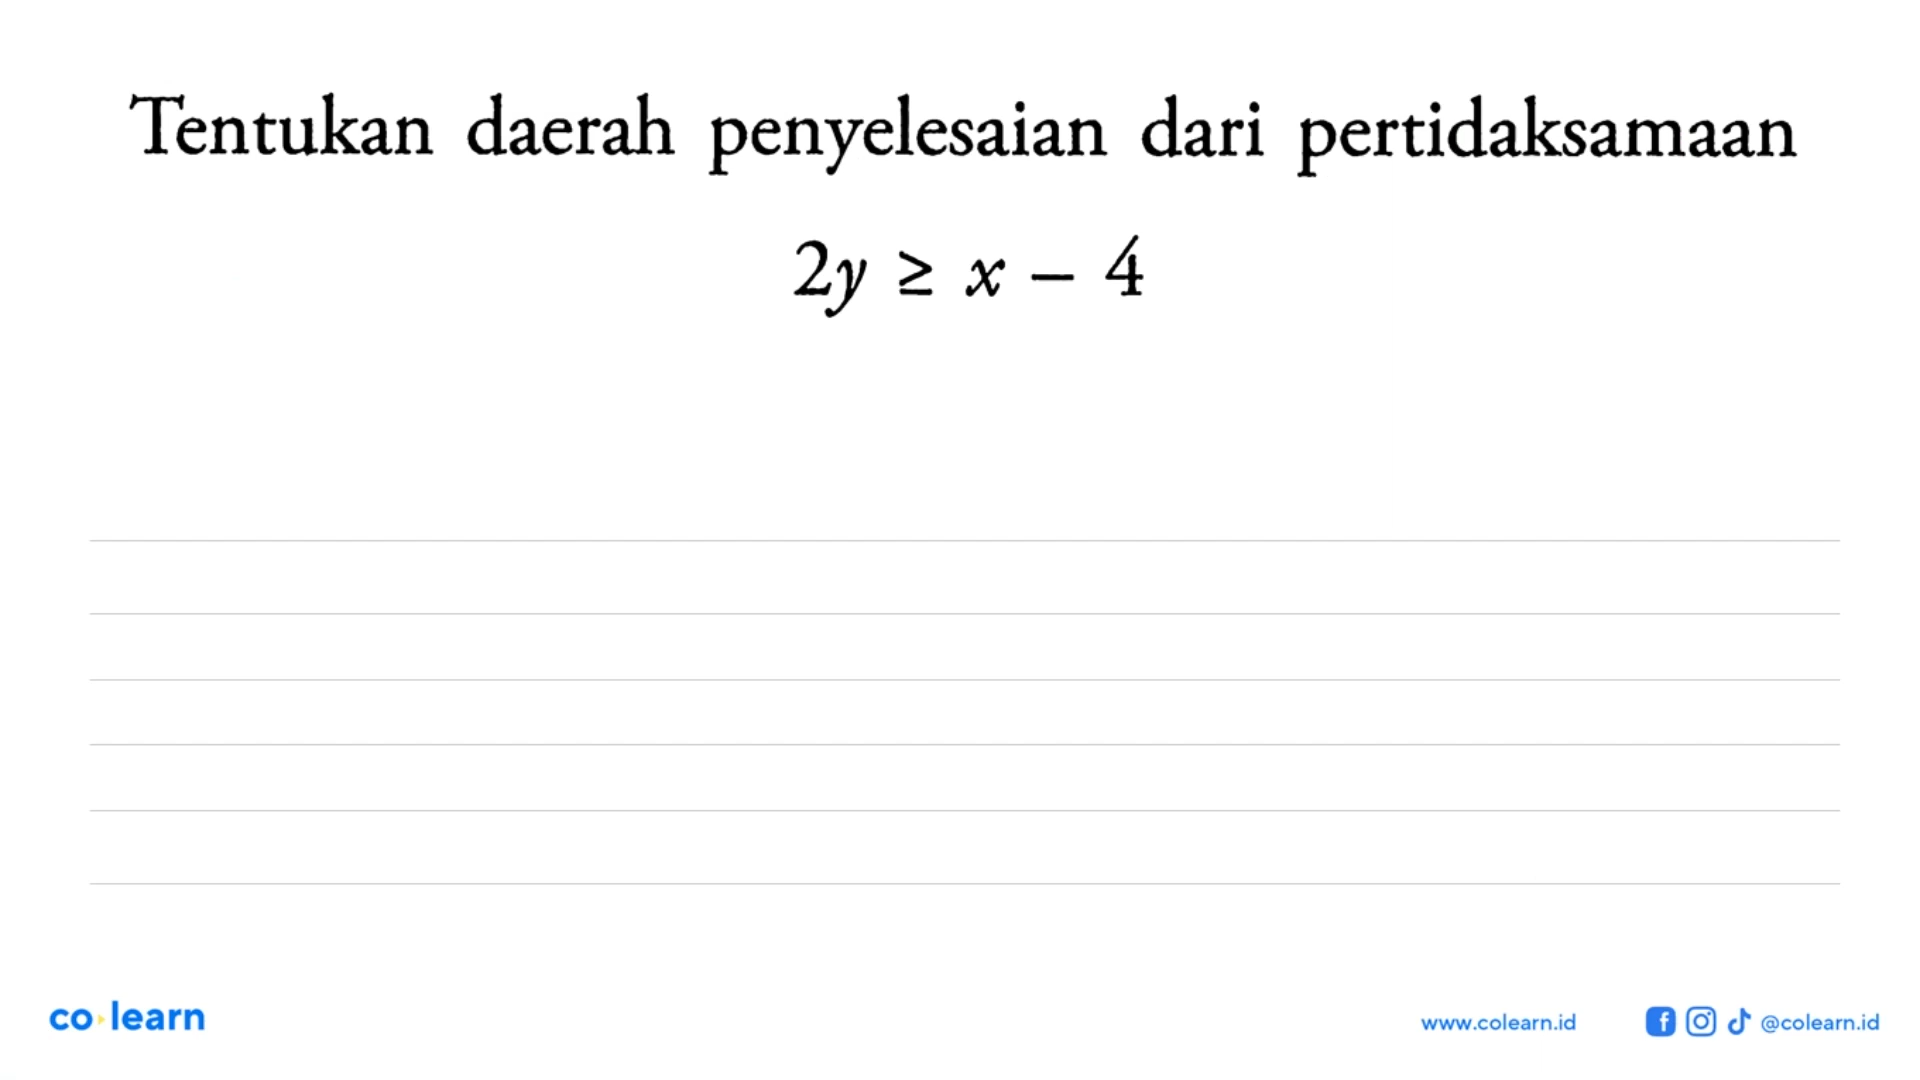 Tentukan daerah penyelesaian dari pertidaksamaan
2y ≥ x – 4
co learn
www.colearn.id
@colearn.id